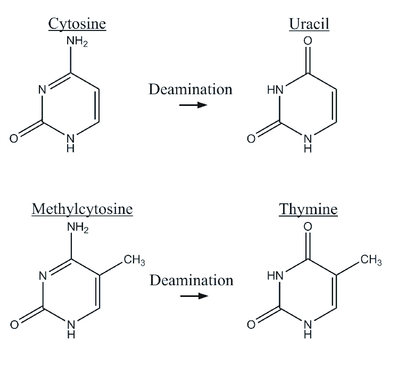 Cytosine
Uracil
NH2
O
N
HN
O
N
H
O
N
H
Deamination
Methylcytosine
Thymine
NH2
O
CH3
CH3
N
HN
O
N
H
O
N
H
Deamination